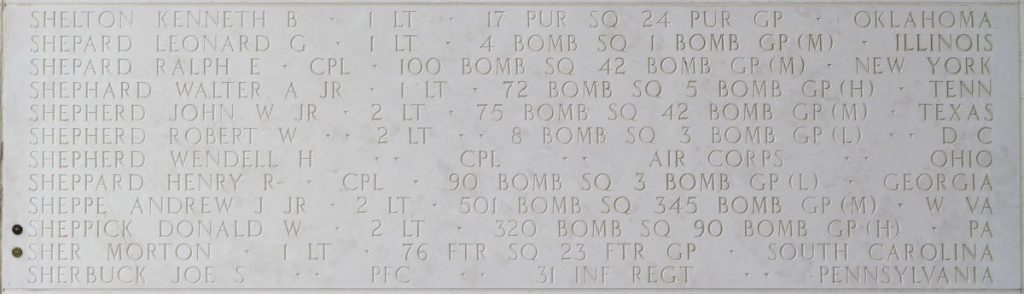 SHELTON KENNETH B · 1 LT · 17 PUR SQ 24 PUR GP · OKLAHOMA
SHEPARD LEONARD G · 1 LT · 4 BOMB SQ 1 BOMB GP (M) · ILLINOIS
SHEPARD RALPH E · CPL · 100 BOMB SQ 42 BOMB GP (M) · NEW YORK
SHEPHARD WALTER A JR · 1 LT · 72 BOMB SQ 5 BOMB GP (H) · TENN
SHEPHERD JOHN W JR · 2 LT · 75 BOMB SQ 42 BOMB GP (M) · TEXAS
SHEPHERD ROBERT W · · 2 LT · · 8 BOMB SQ 3 BOMB GP (L) · · D C
SHEPHERD WENDELL H · · CPL · · AIR CORPS · · OHIO
SHEPPARD HENRY R- · CPL · 90 BOMB SQ 3 BOMB GP (L) · GEORGIA
SHEPPE ANDREW J JR · 2 LT · 501 BOMB SQ 345 BOMB GP (M) · W VA
SHEPPICK DONALD W · 2 LT · 320 BOMB SQ 90 BOMB GP (H) · PA
SHER MORTON · 1 LT · 76 FTR SQ 23 FTR GP · SOUTH CAROLINA
SHERBUCK JOE S · · PFC · · 31 INF REGT · · PENNSYLVANIA